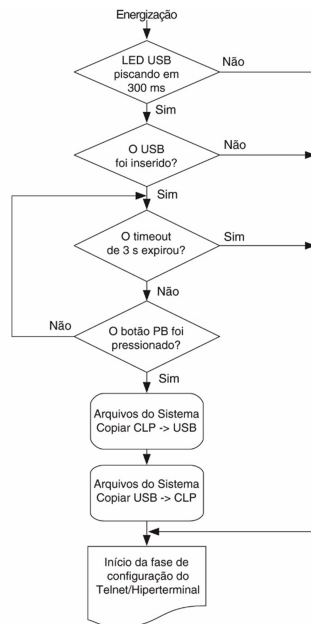 Energização
LED USB
piscando em
300 ms
Não
Sim
O USB
foi inserido?
Não
Sim
O timeout
de 3 s expirou?
Sim
Não
O botão PB foi
pressionado?
Não
Sim
Arquivos do Sistema
Copiar CLP -> USB
Arquivos do Sistema
Copiar USB -> CLP
Início da fase de
configuração do
Telnet/Hiperterminal